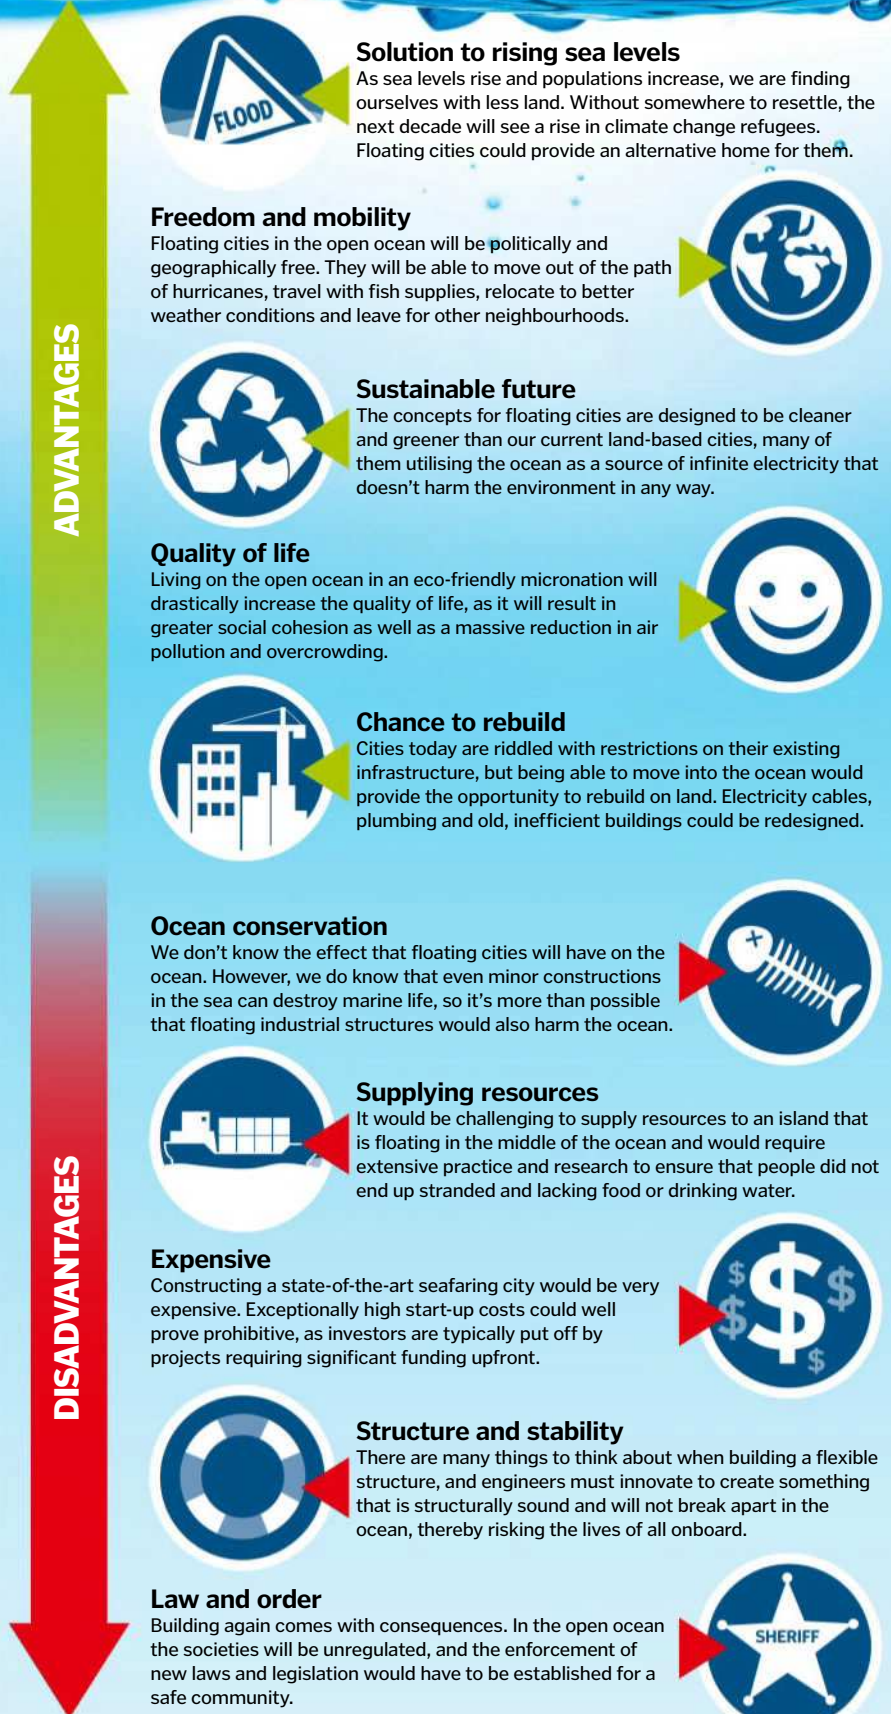 FLOOD
Solution to rising sea levels
As sea levels rise and populations increase, we are finding
ourselves with less land. Without somewhere to resettle, the
next decade will see a rise in climate change refugees.
Floating cities could provide an alternative home for them.
Freedom and mobility
Floating cities in the open ocean will be politically and
geographically free. They will be able to move out of the path
of hurricanes, travel with fish supplies, relocate to better
weather conditions and leave for other neighbourhoods.
ADVANTAGES
Sustainable future
The concepts for floating cities are designed to be cleaner
and greener than our current land-based cities, many of
them utilising the ocean as a source of infinite electricity that
doesn't harm the environment in any way.
Quality of life
Living on the open ocean in an eco-friendly micronation will
drastically increase the quality of life, as it will result in
greater social cohesion as well as a massive reduction in air
pollution and overcrowding.
Chance to rebuild
Cities today are riddled with restrictions on their existing
infrastructure, but being able to move into the ocean would
provide the opportunity to rebuild on land. Electricity cables,
plumbing and old, inefficient buildings could be redesigned.
Ocean conservation
We don't know the effect that floating cities will have on the
ocean. However, we do know that even minor constructions
in the sea can destroy marine life, so it's more than possible
that floating industrial structures would also harm the ocean.
Supplying resources
It would be challenging to supply resources to an island that
is floating in the middle of the ocean and would require
extensive practice and research to ensure that people did not
end up stranded and lacking food or drinking water.
DISADVANTAGES
Expensive
Constructing a state-of-the-art seafaring city would be very
expensive. Exceptionally high start-up costs could well
prove prohibitive, as investors are typically put off by
projects requiring significant funding upfront.
$ $ $ $ $
Structure and stability
There are many things to think about when building a flexible
structure, and engineers must innovate to create something
that is structurally sound and will not break apart in the
ocean, thereby risking the lives of all onboard.
Law and order
Building again comes with consequences. In the open ocean
the societies will be unregulated, and the enforcement of
new laws and legislation would have to be established for a
safe community.
SHERIFF